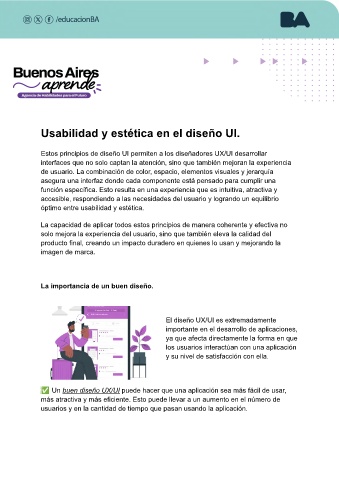 /educacionBA
BA
Buenos Aires
aprende
Agencia de Habilidades para el Futuro
Usabilidad y estética en el diseño UI.
Estos principios de diseño UI permiten a los diseñadores UX/UI desarrollar
interfaces que no solo captan la atención, sino que también mejoran la experiencia
de usuario. La combinación de color, espacio, elementos visuales y jerarquía
asegura una interfaz donde cada componente está pensado para cumplir una
función específica. Esto resulta en una experiencia que es intuitiva, atractiva y
accesible, respondiendo a las necesidades del usuario y logrando un equilibrio
óptimo entre usabilidad y estética.
La capacidad de aplicar todos estos principios de manera coherente y efectiva no
solo mejora la experiencia del usuario, sino que también eleva la calidad del
producto final, creando un impacto duradero en quienes lo usan y mejorando la
imagen de marca.
La importancia de un buen diseño.
El diseño UX/UI es extremadamente
importante en el desarrollo de aplicaciones,
ya que afecta directamente la forma en que
los usuarios interactúan con una aplicación
y su nivel de satisfacción con ella.
✅ Un buen diseño UX/UI puede hacer que una aplicación sea más fácil de usar,
más atractiva y más eficiente. Esto puede llevar a un aumento en el número de
usuarios y en la cantidad de tiempo que pasan usando la aplicación.